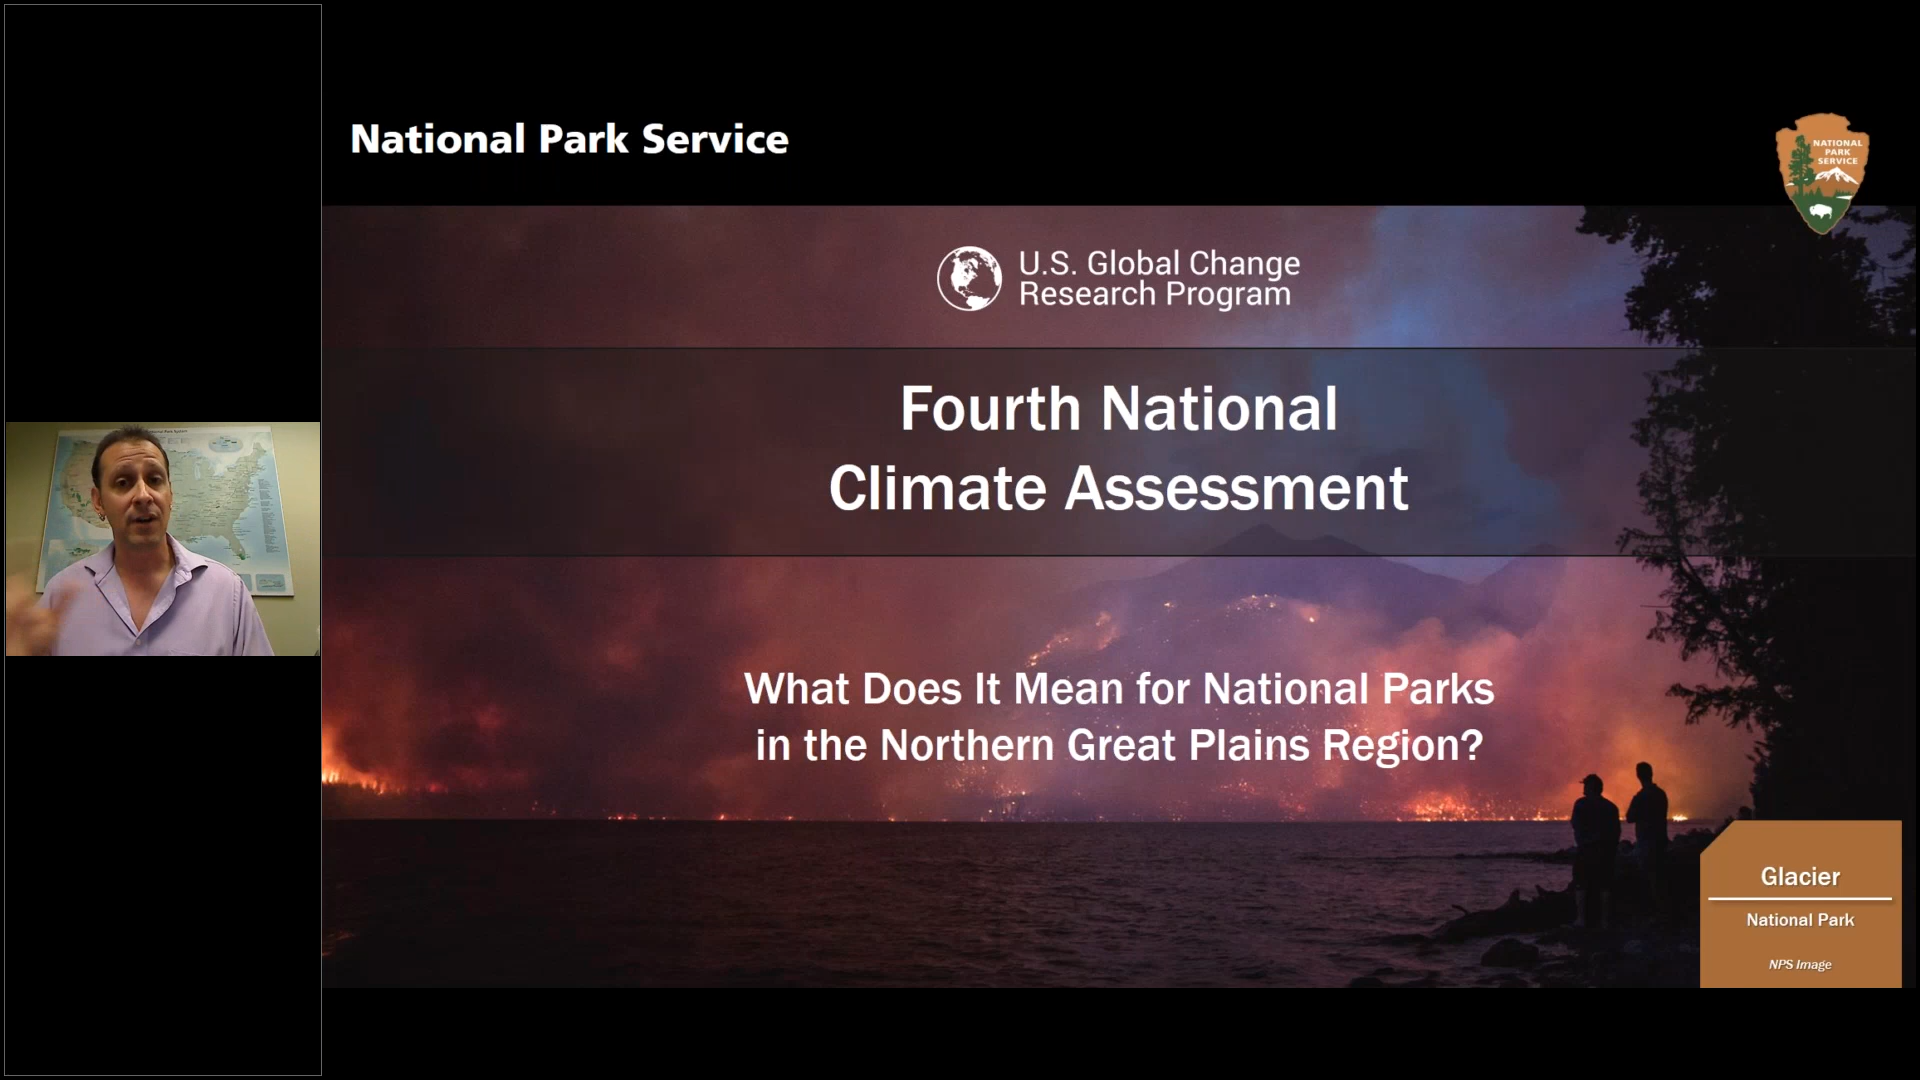 National Park Service
NATIONAL
PARK
SERVICE
U.S. Global Change
Research Program
Fourth National
Climate Assessment
What Does It Mean for National Parks
in the Northern Great Plains Region?
Glacier
National Park
NPS Image